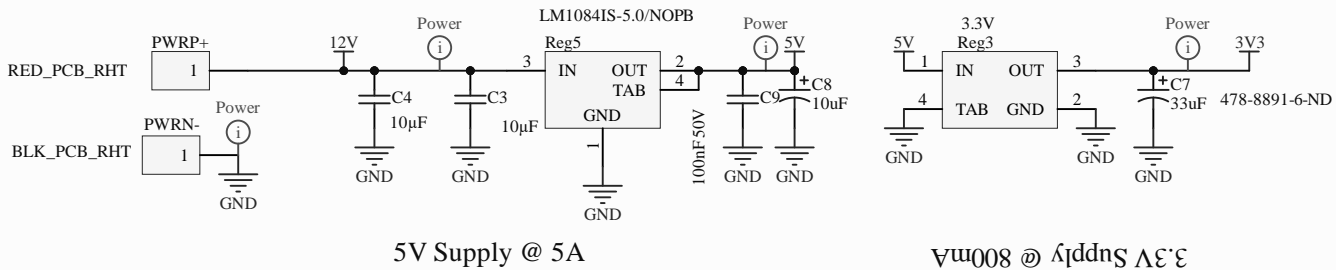 LM1084IS-5.0/NOPB
Power
Power
PWRP+
12V
Reg5
5V
3.3V
Reg3
5V
Power
3V3
RED_PCB_RHT
1
3
IN
OUT
2
TAB
4
GND
1
C4
10µF
C3
10µF
C9
100nF 50V
C8
10uF
1
IN
OUT
3
4
TAB
GND
2
C7
33uF
478-8891-6-ND
Power
PWRN-
BLK_PCB_RHT
1
GND
GND
GND
GND
GND
GND
GND
GND
GND
5V Supply @ 5A
3.3V Supply @ 800mA